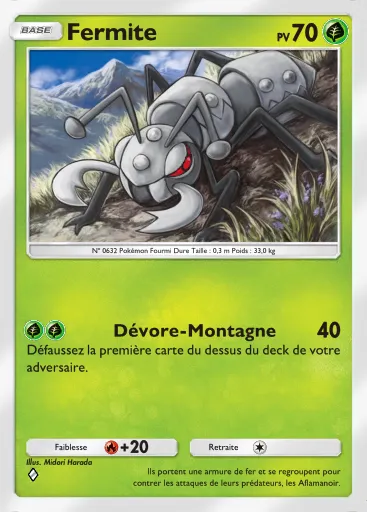 BASE
Fermite
PV 70
N° 0632 Pokémon Fourmi Dure Taille : 0,3 m Poids : 33,0 kg
Dévore-Montagne 40
Défaussez la première carte du dessus du deck de votre
adversaire.
Faiblesse +20 Retraite
Illus. Midori Harada
Ils portent une armure de fer et se regroupent pour
contrer les attaques de leurs prédateurs, les Aflamanoir.